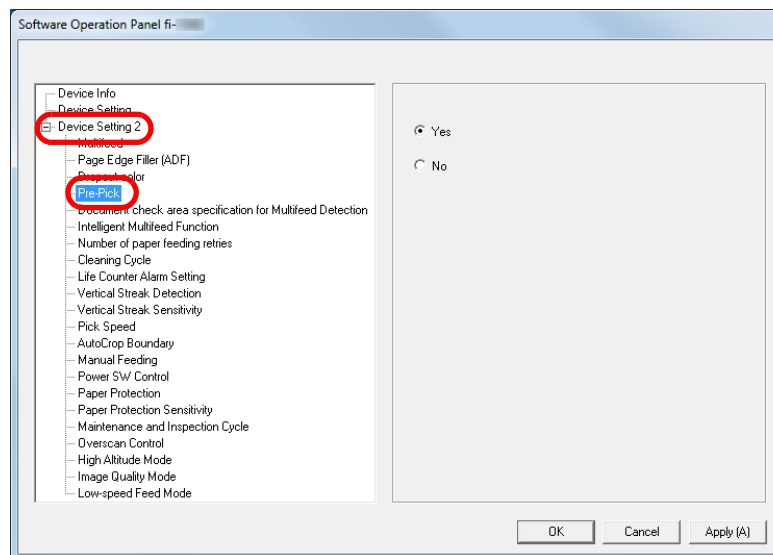 Software Operation Panel fi-
Device Info
Device Setting
Device Setting 2
Multifeed
Page Edge Filler (ADF)
Dropout color
Pre-Pick
Document check area specification for Multifeed Detection
Intelligent Multifeed Function
Number of paper feeding retries
Cleaning Cycle
Life Counter Alarm Setting
Vertical Streak Detection
Vertical Streak Sensitivity
Pick Speed
AutoCrop Boundary
Manual Feeding
Power SW Control
Paper Protection
Paper Protection Sensitivity
Maintenance and Inspection Cycle
Overscan Control
High Altitude Mode
Image Quality Mode
Low-speed Feed Mode
Yes
No
OK
Cancel
Apply (A)